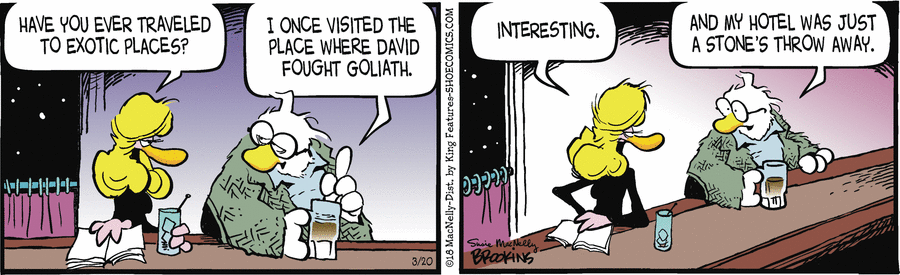 HAVE YOU EVER TRAVELED
TO EXOTIC PLACES?
I ONCE VISITED THE
PLACE WHERE DAVID
FOUGHT GOLIATH.
3/20
©18 MacNelly-Dist. by King Features-SHOECOMICS.COM
INTERESTING.
AND MY HOTEL WAS JUST
A STONE'S THROW AWAY.
Susie MacNelly
BROOKINS